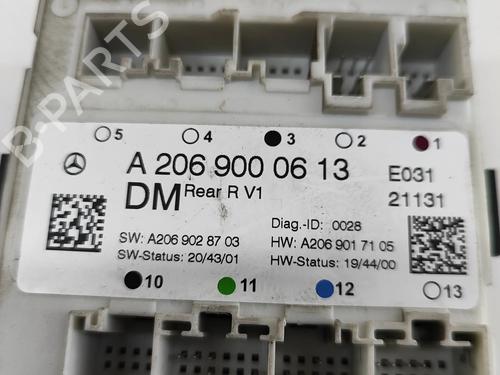 5 4 3 2 1
A 206 900 06 13 E031
DM Rear R V1 21131
Diag.-ID: 0028
SW: A206 902 87 03 HW: A206 901 71 05
SW-Status: 20/43/01 HW-Status: 19/44/00
10 11 12 13
B-PARTS